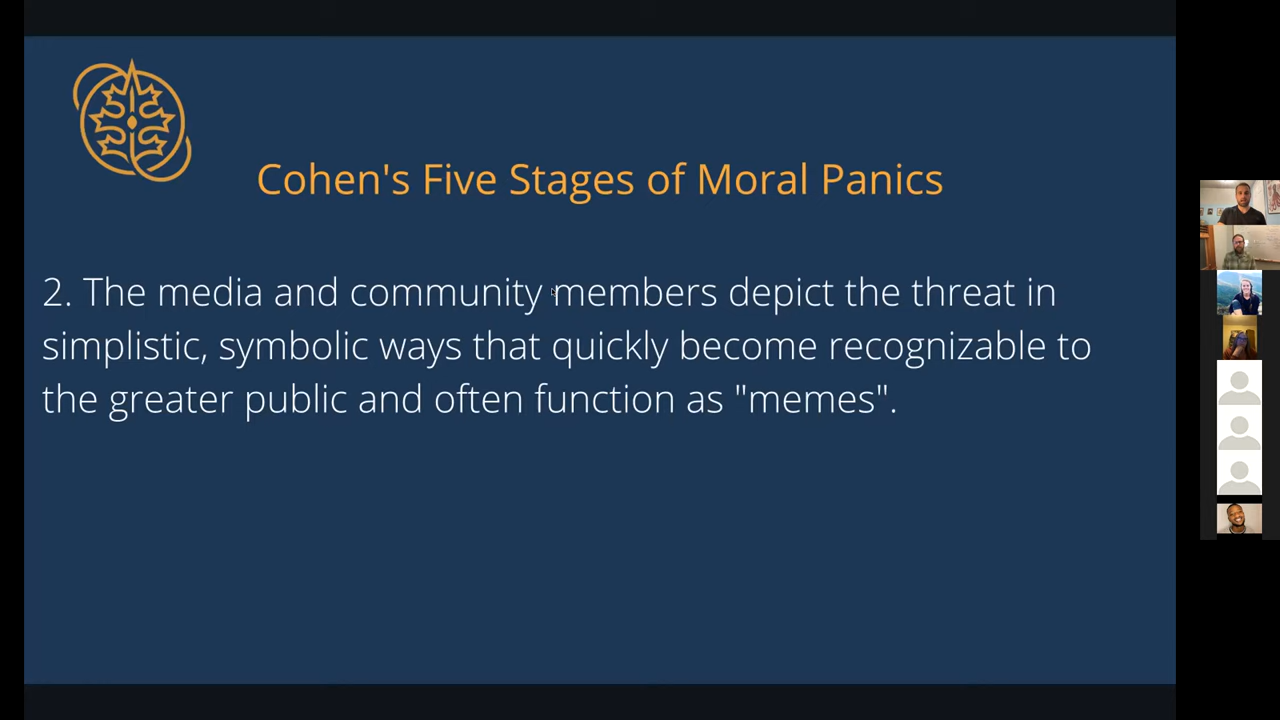 Cohen's Five Stages of Moral Panics
2. The media and community members depict the threat in
simplistic, symbolic ways that quickly become recognizable to
the greater public and often function as "memes".